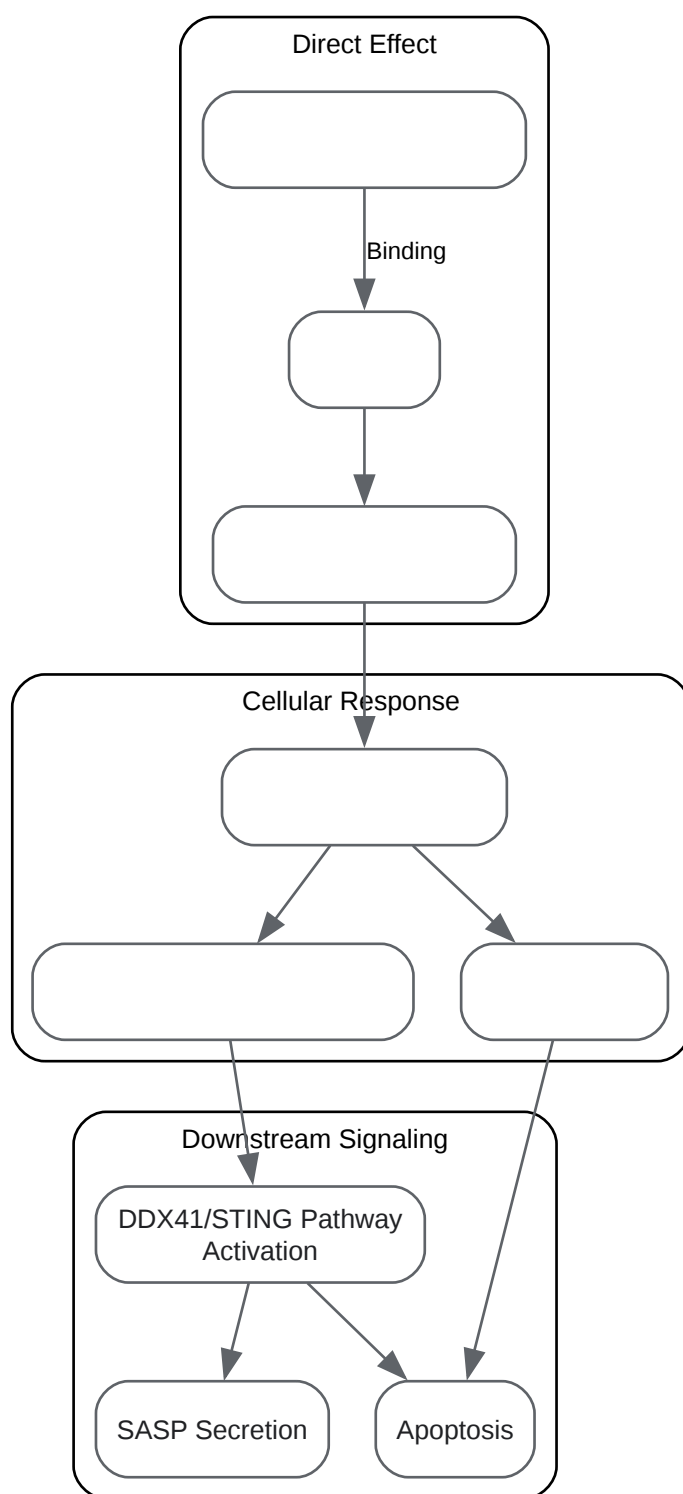 Direct Effect
Binding
Cellular Response
Downstream Signaling
DDX41/STING Pathway
Activation
SASP Secretion
Apoptosis